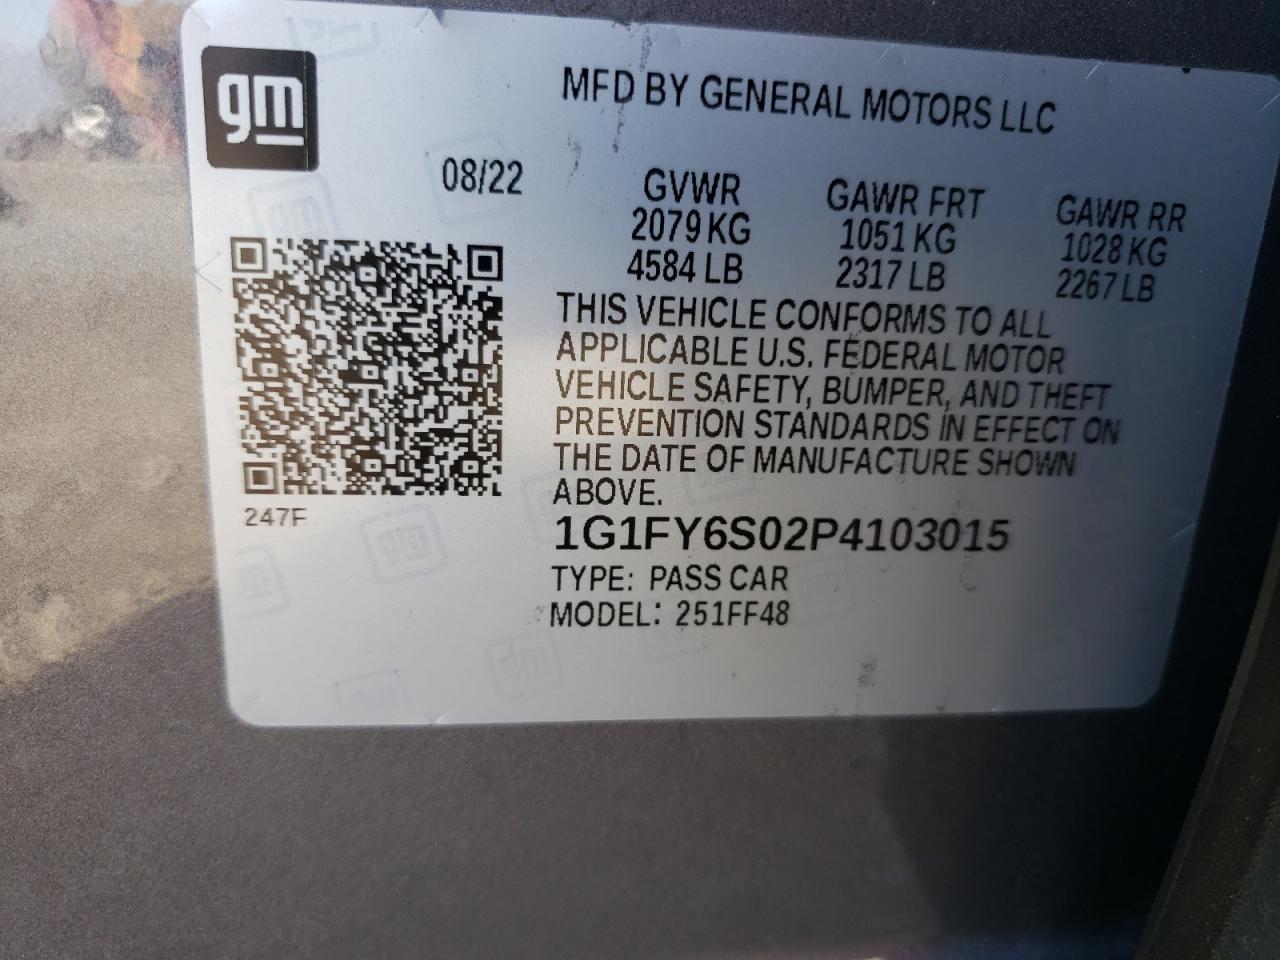 gm
MFD BY GENERAL MOTORS LLC
08/22
GVWR GAWR FRT GAWR RR
2079 KG 1051 KG 1028 KG
4584 LB 2317 LB 2267 LB
THIS VEHICLE CONFORMS TO ALL
APPLICABLE U.S. FEDERAL MOTOR
VEHICLE SAFETY, BUMPER, AND THEFT
PREVENTION STANDARDS IN EFFECT ON
THE DATE OF MANUFACTURE SHOWN
ABOVE.
247F
1G1FY6S02P4103015
TYPE: PASS CAR
MODEL: 251FF48